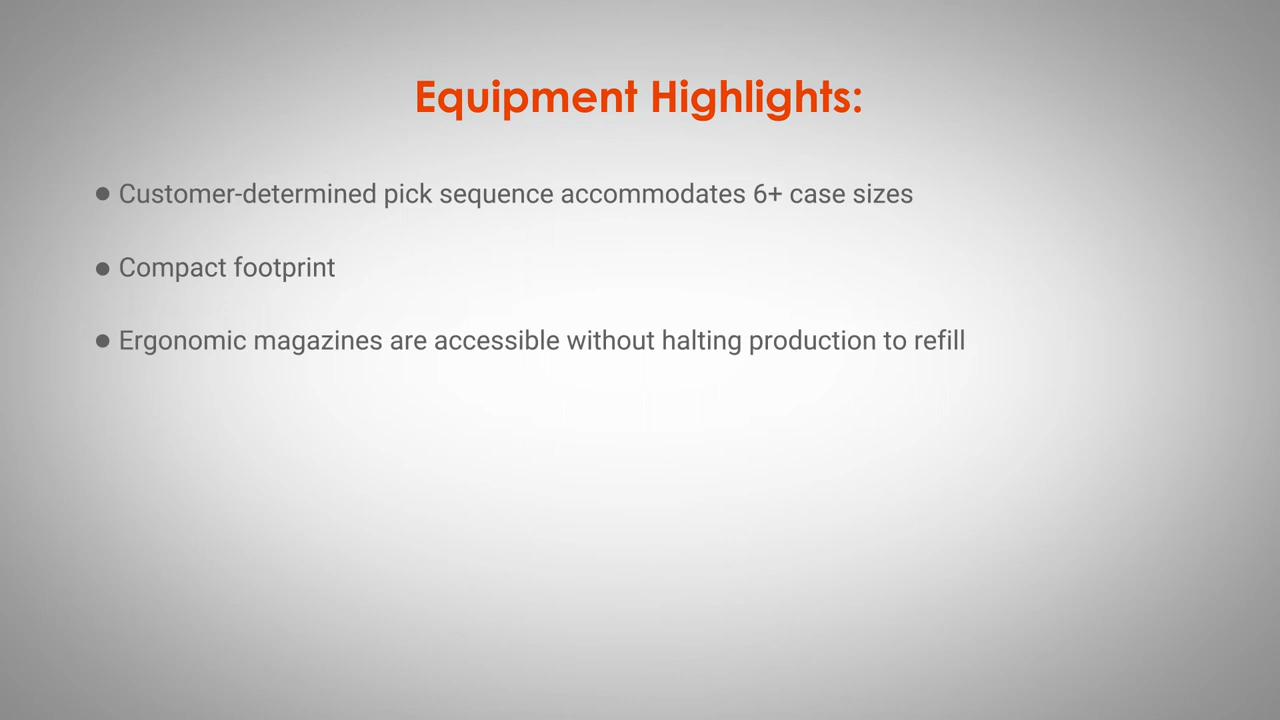 Equipment Highlights:
● Customer-determined pick sequence accommodates 6+ case sizes
● Compact footprint
● Ergonomic magazines are accessible without halting production to refill